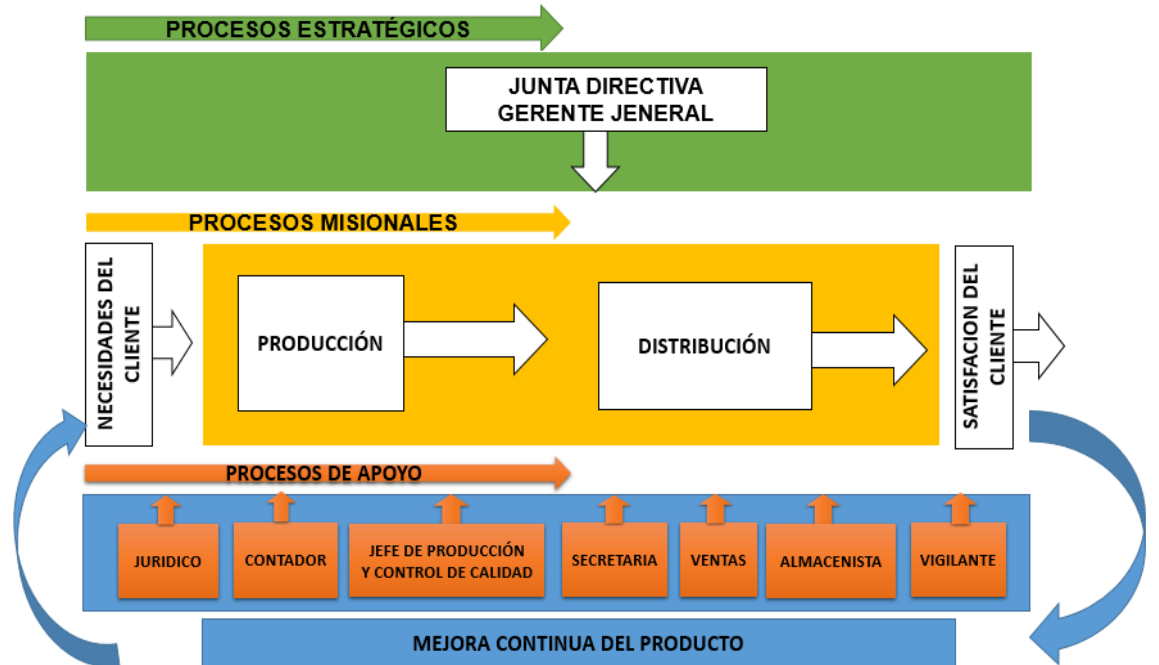 PROCESOS ESTRATÉGICOS
JUNTA DIRECTIVA
GERENTE JENERAL
PROCESOS MISIONALES
NECESIDADES DEL
CLIENTE
PRODUCCIÓN
DISTRIBUCIÓN
SATISFACION DEL
CLIENTE
PROCESOS DE APOYO
JURIDICO
CONTADOR
JEFE DE PRODUCCIÓN
Y CONTROL DE CALIDAD
SECRETARIA
VENTAS
ALMACENISTA
VIGILANTE
MEJORA CONTINUA DEL PRODUCTO